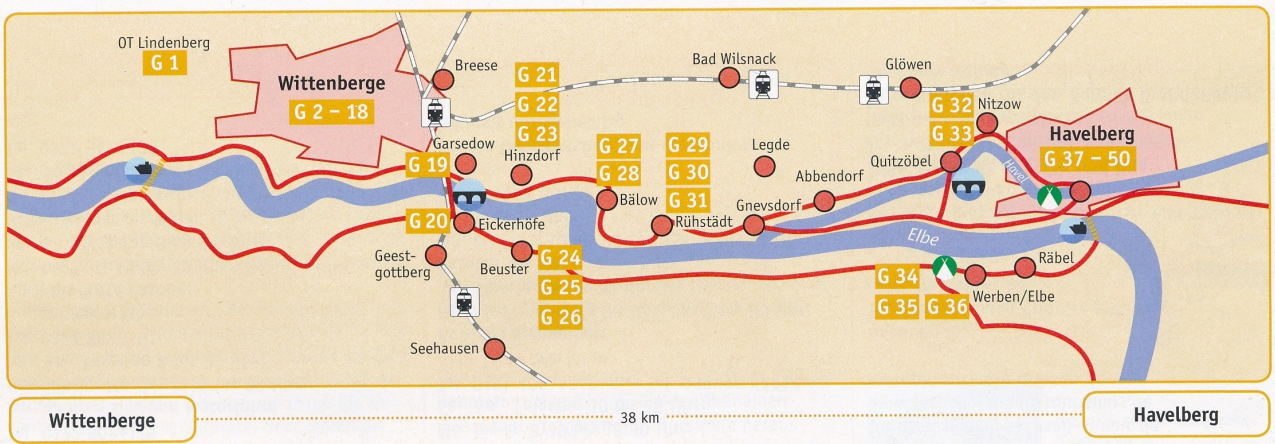 OT Lindenberg
G 1
Wittenberge
G 2 – 18
Breese
G 21
G 22
G 23
Bad Wilsnack
Glöwen
G 32
G 33
Nitzow
Havelberg
G 37 – 50
Garsedow
G 19
Hinzdorf
G 27
G 28
G 29
G 30
G 31
Legde
Quitzöbel
Havel
Abbendorf
Bälow
Gnevsdorf
Rühstädt
G 20
Eickerhöfe
Elbe
Geest-
gottberg
Beuster
G 24
G 25
G 26
G 34
G 35
G 36
Räbel
Werben/Elbe
Seehausen
Wittenberge
38 km
Havelberg